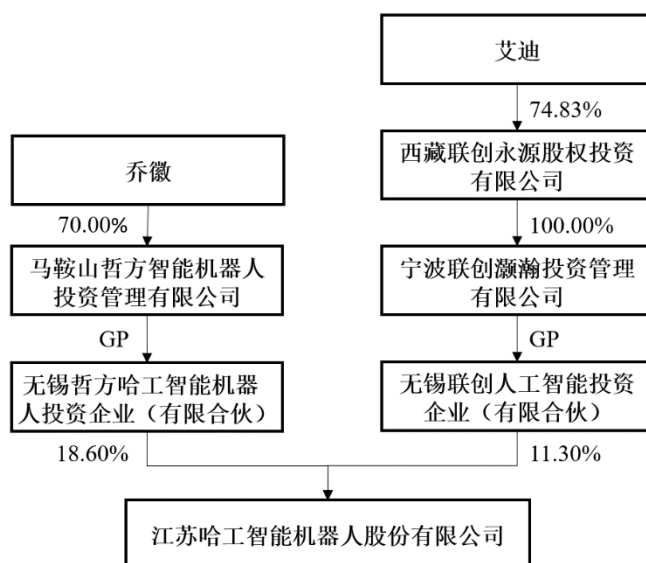 艾迪
74.83%
乔徽
西藏联创永源股权投资
有限公司
70.00%
100.00%
马鞍山哲方智能机器人
投资管理有限公司
宁波联创灏瀚投资管理
有限公司
GP
GP
无锡哲方哈工智能机器
人投资企业（有限合伙）
无锡联创人工智能投资
企业（有限合伙）
18.60%
11.30%
江苏哈工智能机器人股份有限公司